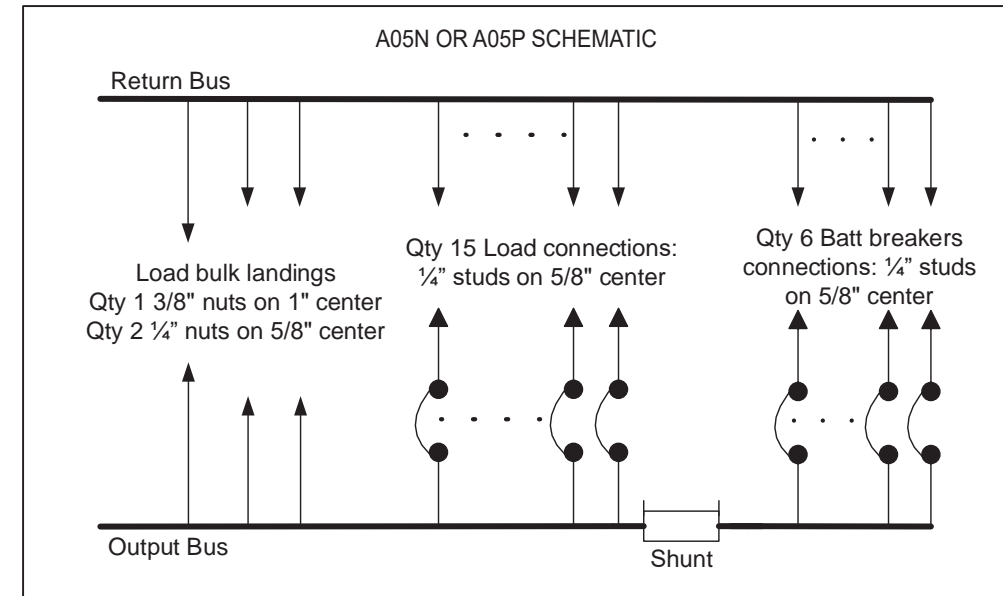 A05N OR A05P SCHEMATIC
Return Bus
Load bulk landings
Qty 1 3/8" nuts on 1" center
Qty 2 ¼” nuts on 5/8" center
Qty 15 Load connections:
¼” studs on 5/8" center
Qty 6 Batt breakers
connections: ¼” studs
on 5/8" center
Output Bus
Shunt